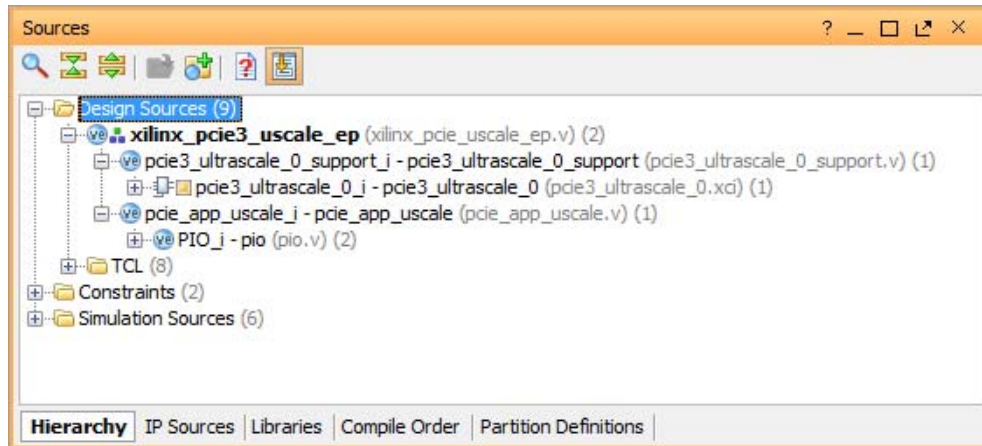 Sources
?
Design Sources (9)
xilinx_pcie3_uscale_ep (xilinx_pcie_uscale_ep.v) (2)
pcie3_ultrascale_0_support_i - pcie3_ultrascale_0_support (pcie3_ultrascale_0_support.v) (1)
pcie3_ultrascale_0_i - pcie3_ultrascale_0 (pcie3_ultrascale_0.xci) (1)
pcie_app_uscale_i - pcie_app_uscale (pcie_app_uscale.v) (1)
PIO_i - pio (pio.v) (2)
TCL (8)
Constraints (2)
Simulation Sources (6)
Hierarchy IP Sources Libraries Compile Order Partition Definitions